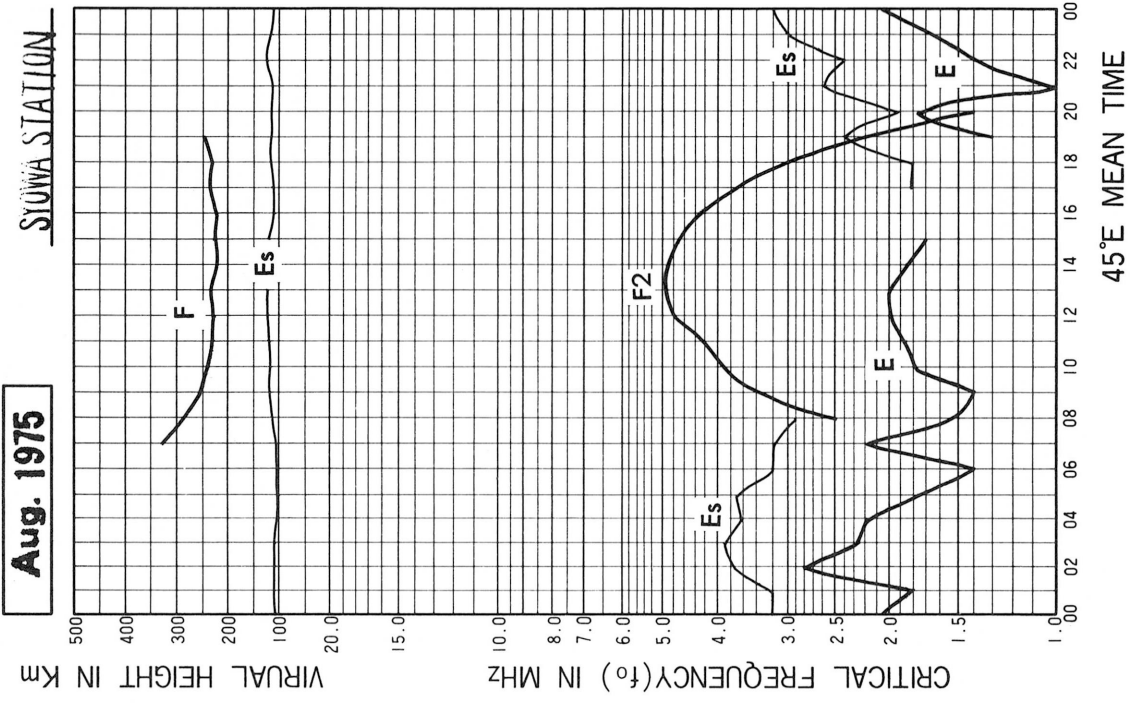 Aug. 1975
SYOWA STATION
VIRUAL HEIGHT IN Km
500
400
300
200
100
F
Es
CRITICAL FREQUENCY(fo) IN MHz
20.0
15.0
10.0
8.0
7.0
6.0
5.0
4.0
3.0
2.5
2.0
1.5
1.0
F2
Es
Es
E
E
00 02 04 06 08 10 12 14 16 18 20 22 00
45°E MEAN TIME